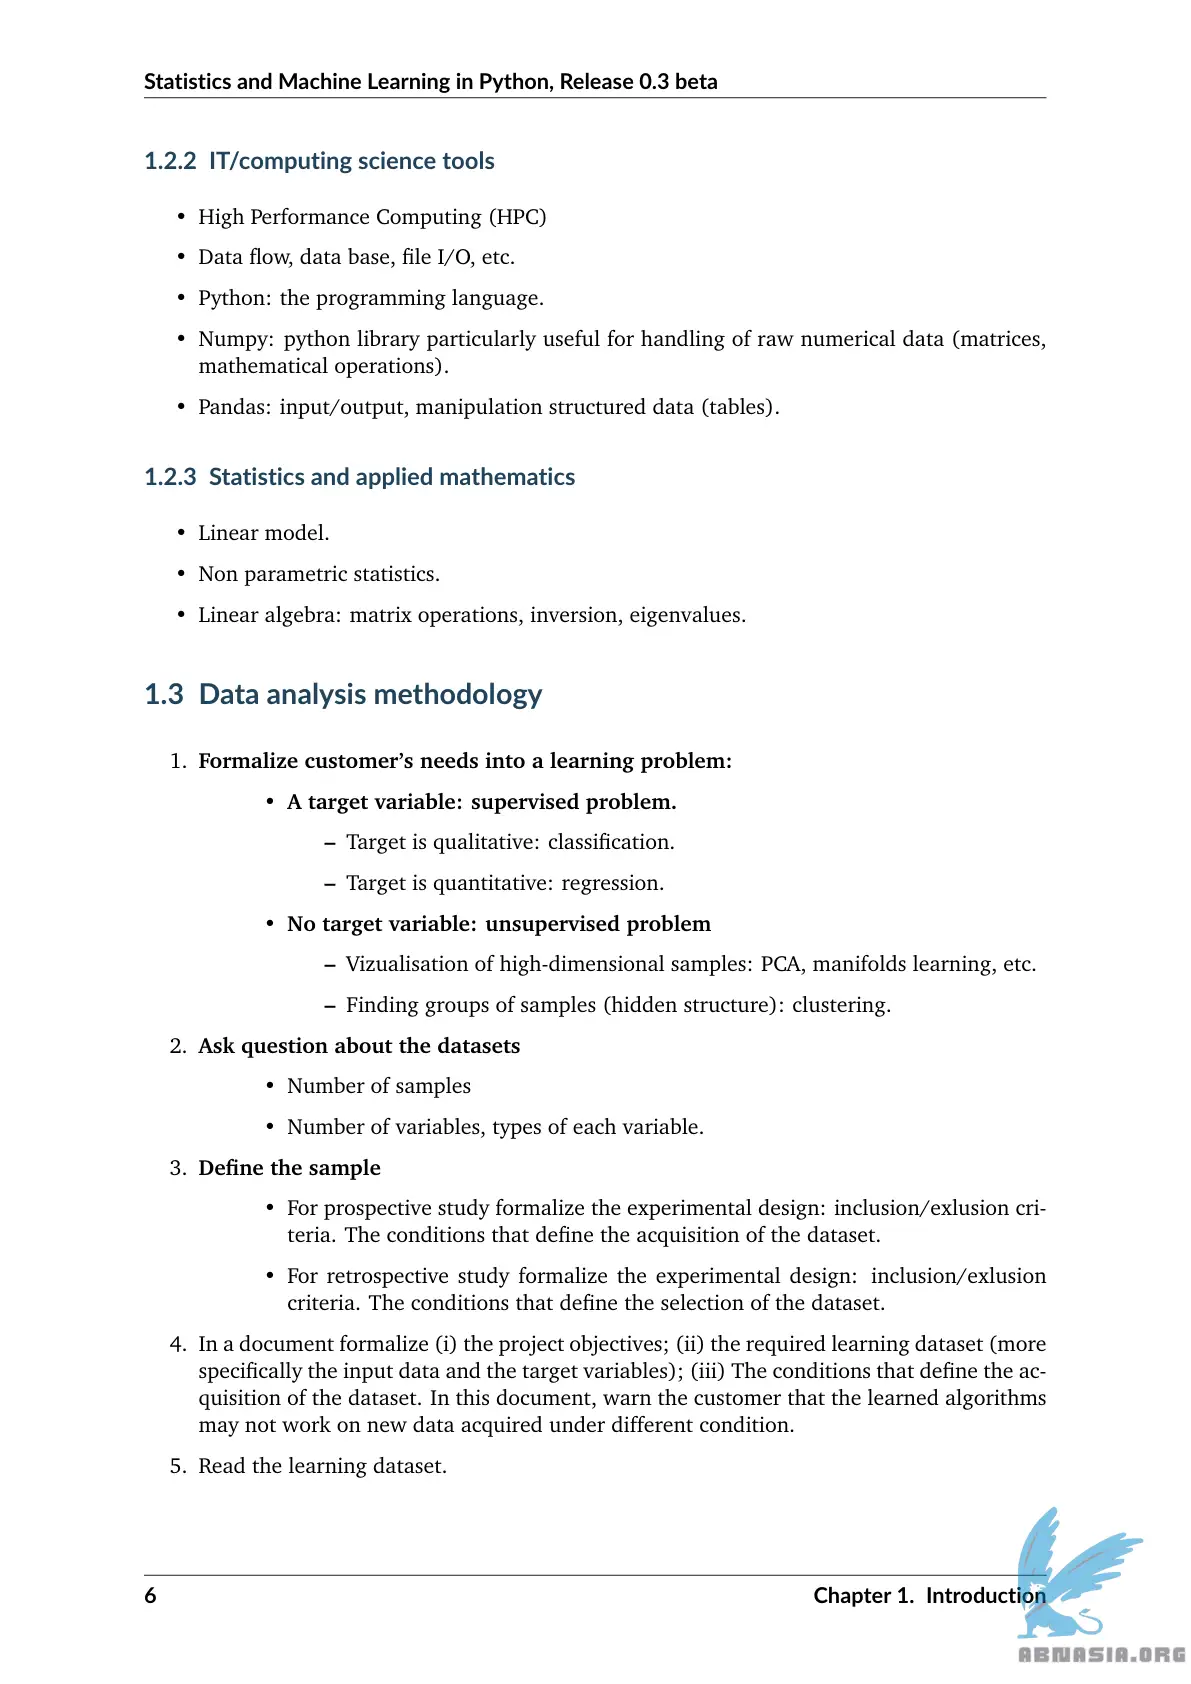 Statistics and Machine Learning in Python, Release 0.3 beta
1.2.2 IT/computing science tools
• High Performance Computing (HPC)
• Data flow, data base, file I/O, etc.
• Python: the programming language.
• Numpy: python library particularly useful for handling of raw numerical data (matrices,
mathematical operations).
• Pandas: input/output, manipulation structured data (tables).
1.2.3 Statistics and applied mathematics
• Linear model.
• Non parametric statistics.
• Linear algebra: matrix operations, inversion, eigenvalues.
1.3 Data analysis methodology
1. Formalize customer’s needs into a learning problem:
• A target variable: supervised problem.
– Target is qualitative: classification.
– Target is quantitative: regression.
• No target variable: unsupervised problem
– Vizualisation of high-dimensional samples: PCA, manifolds learning, etc.
– Finding groups of samples (hidden structure): clustering.
2. Ask question about the datasets
• Number of samples
• Number of variables, types of each variable.
3. Define the sample
• For prospective study formalize the experimental design: inclusion/exlusion cri-
teria. The conditions that define the acquisition of the dataset.
• For retrospective study formalize the experimental design: inclusion/exlusion
criteria. The conditions that define the selection of the dataset.
4. In a document formalize (i) the project objectives; (ii) the required learning dataset (more
specifically the input data and the target variables); (iii) The conditions that define the ac-
quisition of the dataset. In this document, warn the customer that the learned algorithms
may not work on new data acquired under different condition.
5. Read the learning dataset.
6 Chapter 1. Introduction
ABNASIA.ORG